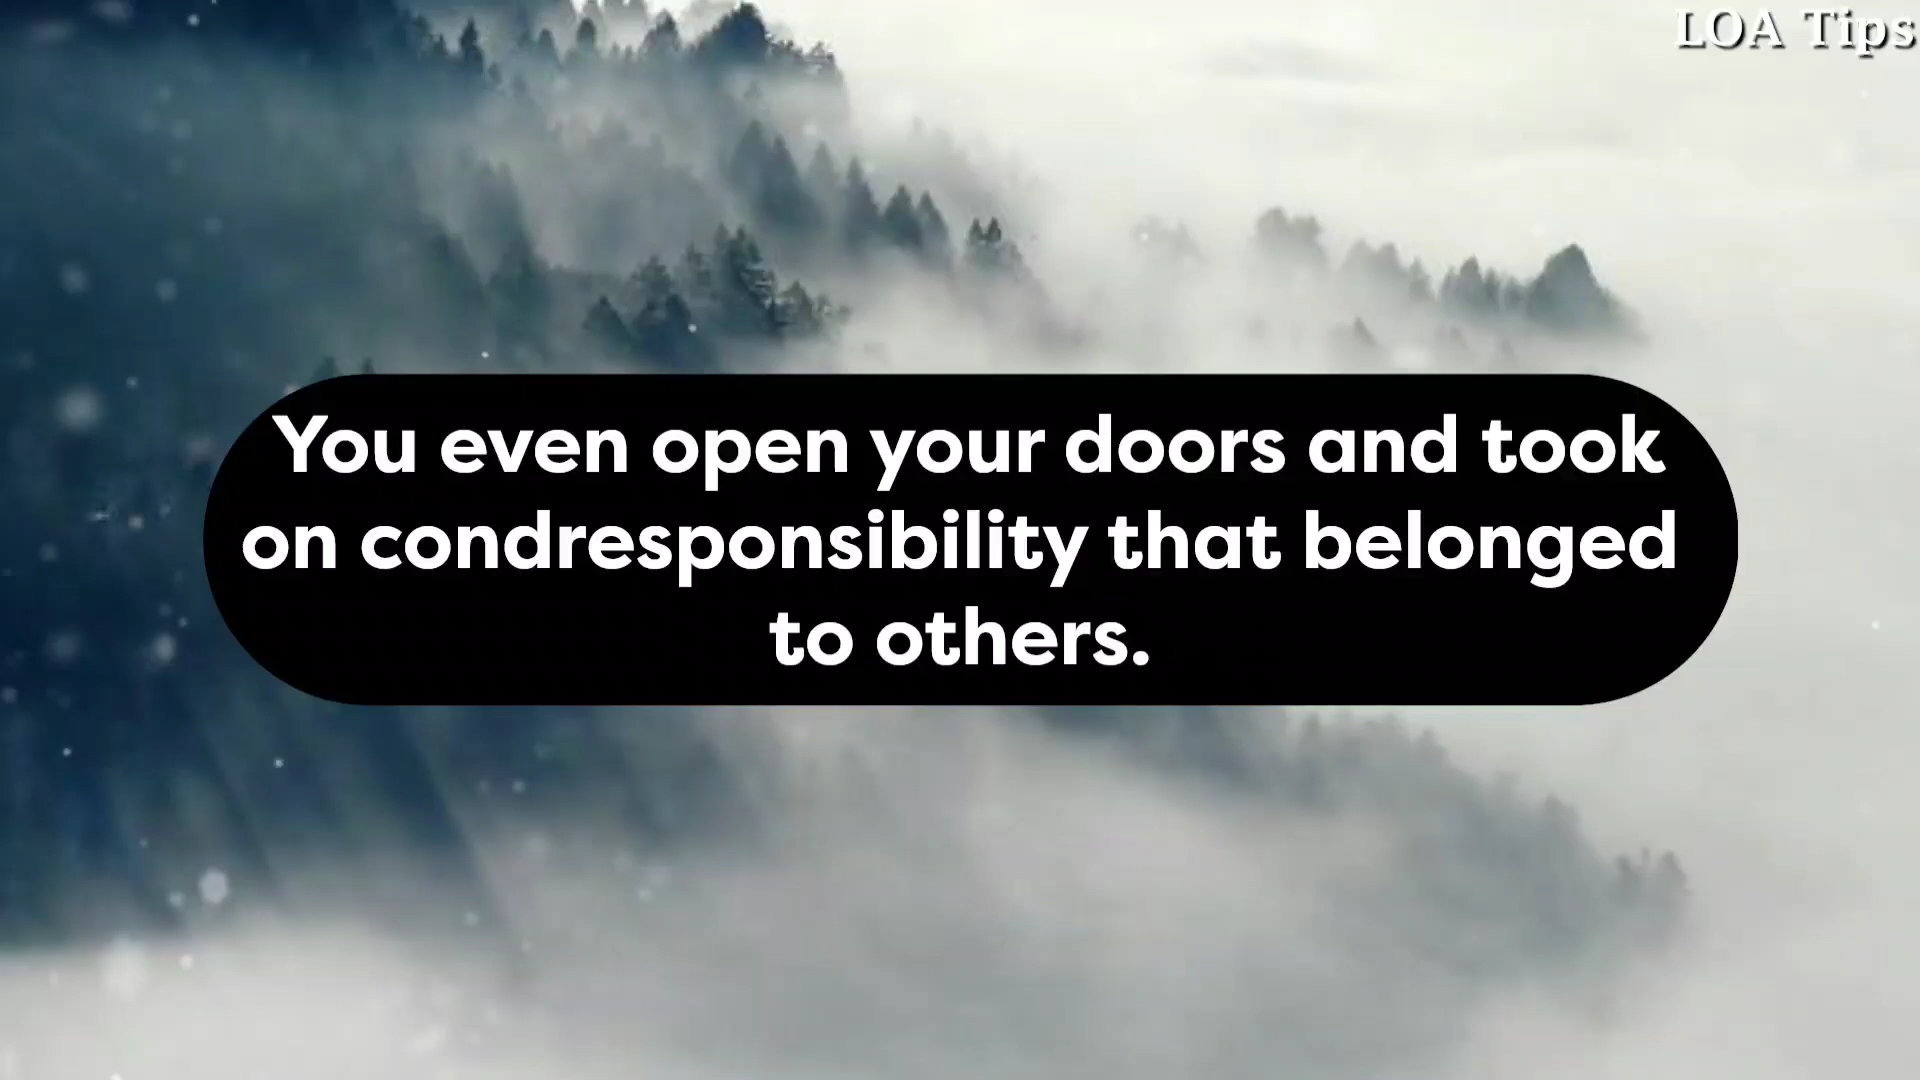 LOA Tips
You even open your doors and took
on condresponsibility that belonged
to others.